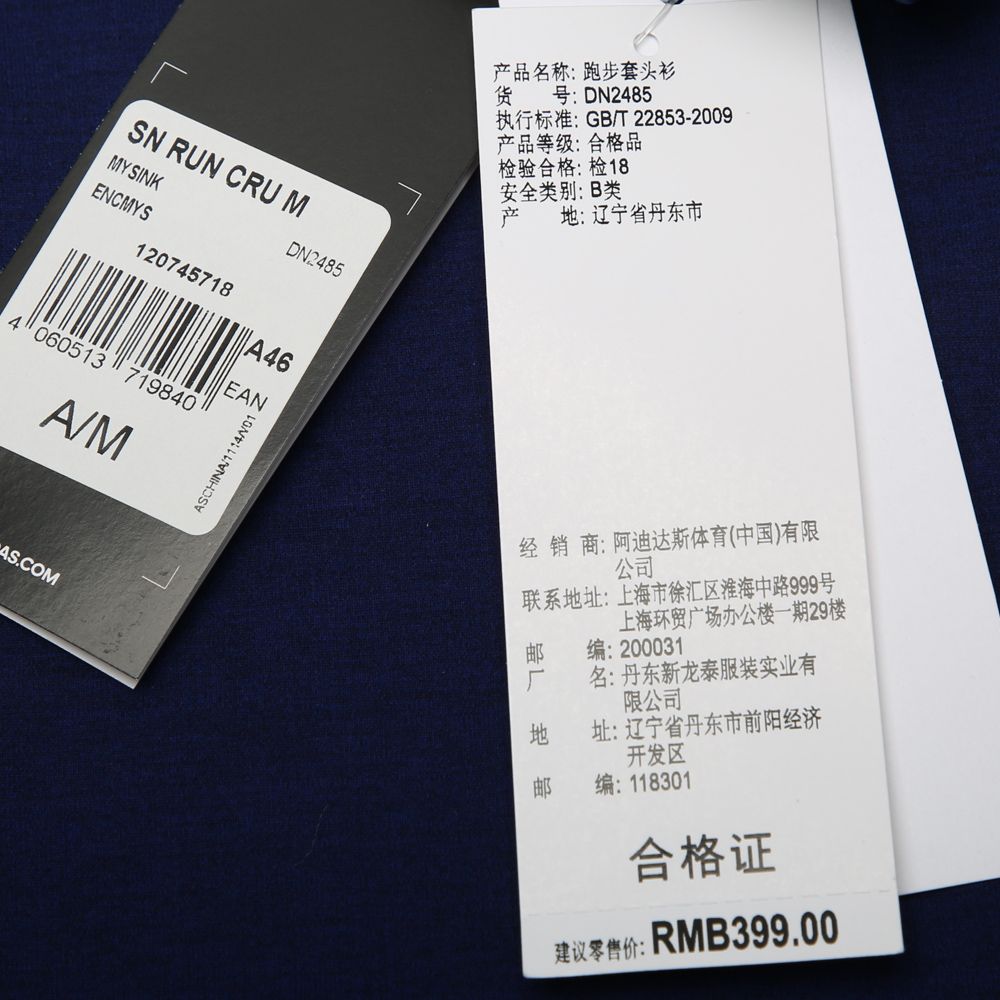 SN RUN CRU M
MYSINK
ENCMYS
DN2485
120745718
A46
4 060513 719840 EAN
A/M
ASCHINA/1114/V01
DAS.COM
产品名称: 跑步套头衫
货 号: DN2485
执行标准: GB/T 22853-2009
产品等级: 合格品
检验合格: 检18
安全类别: B类
产 地: 辽宁省丹东市
经 销 商: 阿迪达斯体育(中国)有限
公司
联系地址: 上海市徐汇区淮海中路999号
上海环贸广场办公楼一期29楼
邮 编: 200031
厂 名: 丹东新龙泰服装实业有
限公司
地 址: 辽宁省丹东市前阳经济
开发区
邮 编: 118301
合格证
建议零售价: RMB399.00